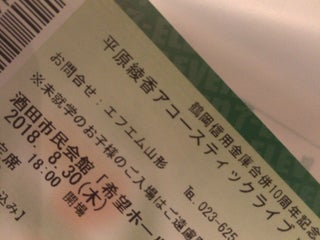 鶴岡信用金庫合併10周年記念
平原綾香アコースティックライブ
お問合せ：エフエム山形
℡ 023-625
※未就学のお子様のご入場はご遠慮
酒田市民会館「希望ホール
2018. 8.30(木)
18:00 開場
定席
込み】